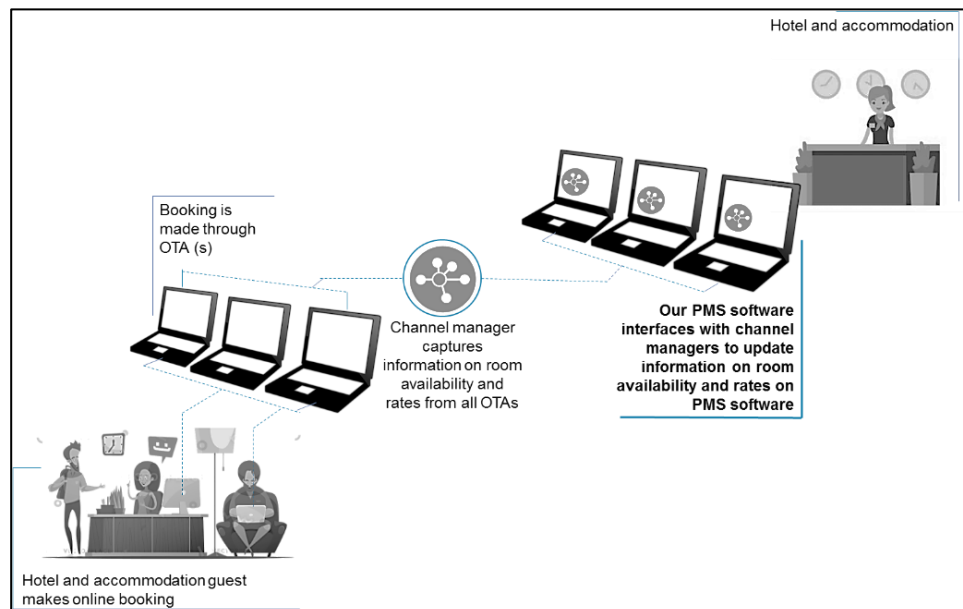 Hotel and accommodation
Booking is
made through
OTA (s)
Channel manager
captures
information on room
availability and
rates from all OTAs
Our PMS software
interfaces with channel
managers to update
information on room
availability and rates on
PMS software
Hotel and accommodation guest
makes online booking